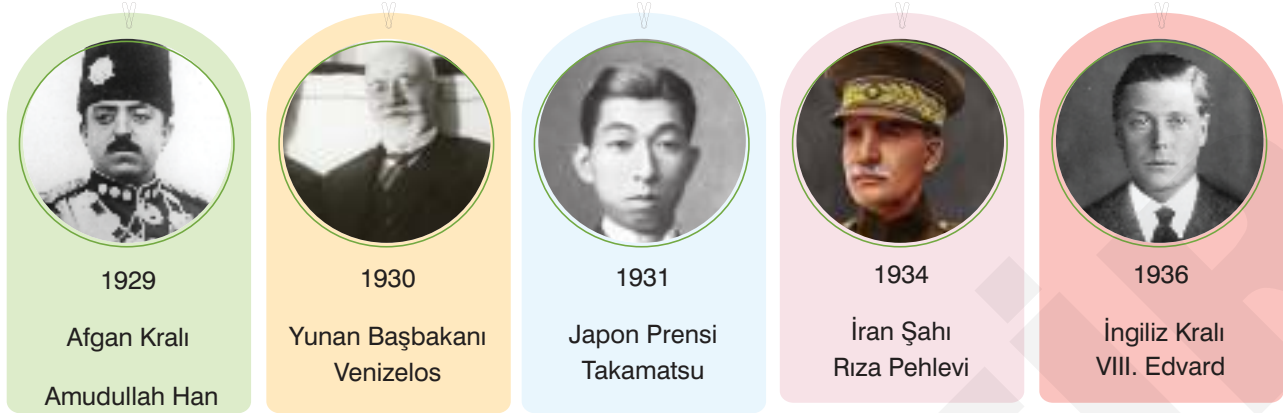 1929
Afgan Kralı
Amudullah Han
1930
Yunan Başbakanı
Venizelos
1931
Japon Prensi
Takamatsu
1934
İran Şahı
Rıza Pehlevi
1936
İngiliz Kralı
VIII. Edvard